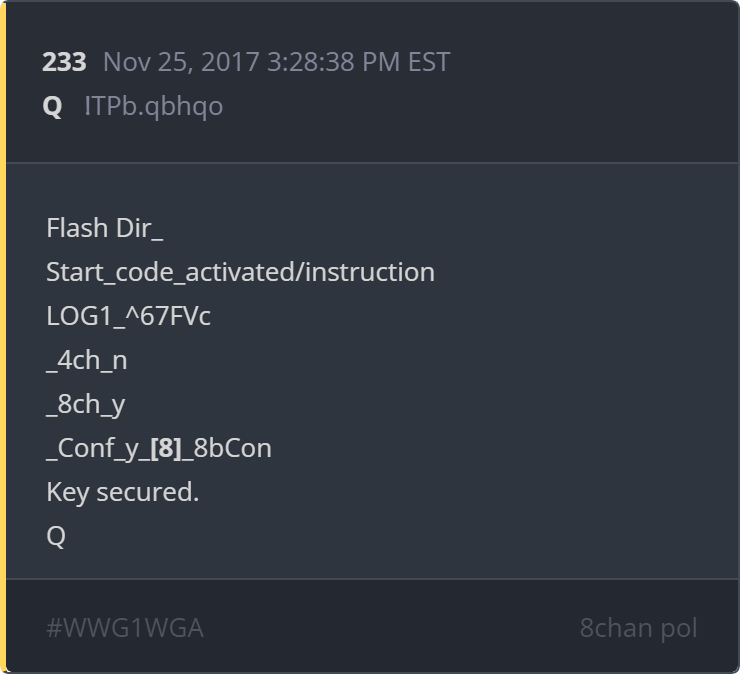 233 Nov 25, 2017 3:28:38 PM EST
Q ITPb.qbhqo
Flash Dir_
Start_code_activated/instruction
LOG1_^67FVc
_4ch_n
_8ch_y
_Conf_y_[8]_8bCon
Key secured.
Q
#WWG1WGA 8chan pol